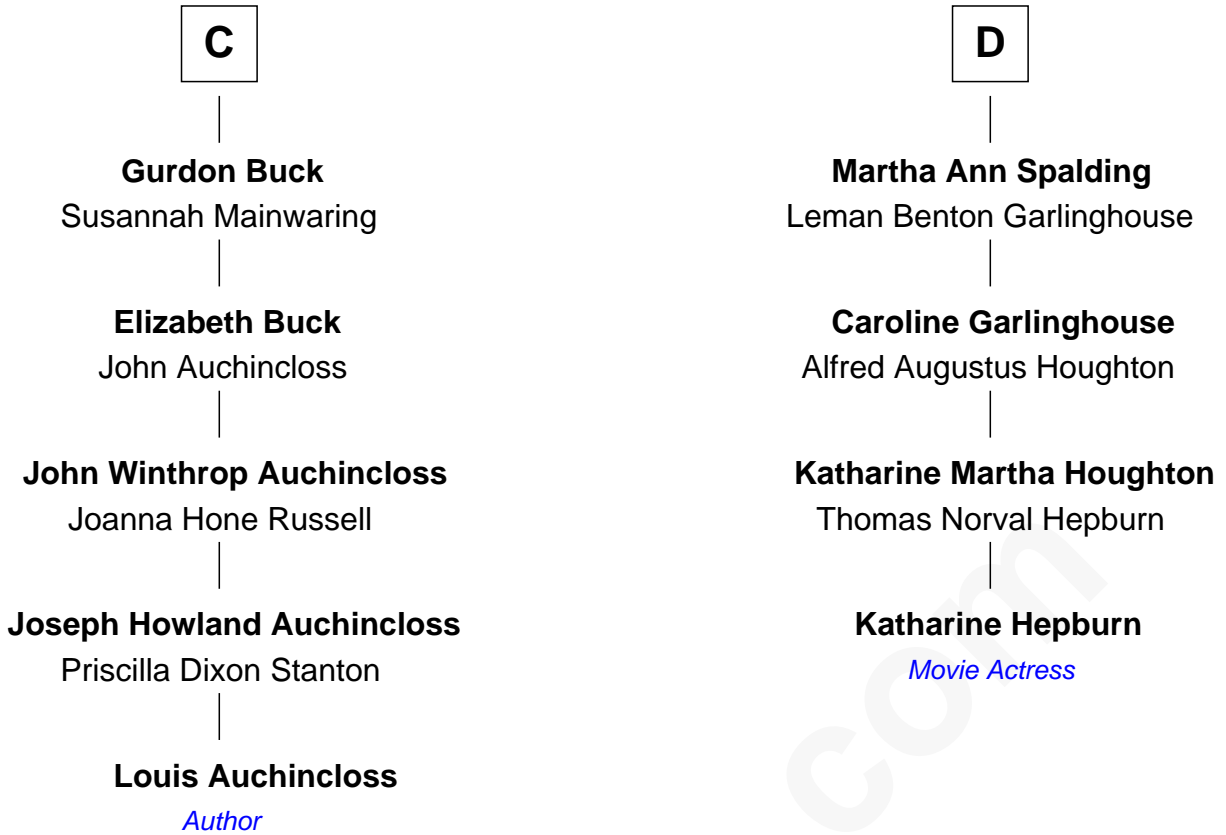 C
Gurdon Buck
Susannah Mainwaring
Elizabeth Buck
John Auchincloss
John Winthrop Auchincloss
Joanna Hone Russell
Joseph Howland Auchincloss
Priscilla Dixon Stanton
Louis Auchincloss
Author
D
Martha Ann Spalding
Leman Benton Garlinghouse
Caroline Garlinghouse
Alfred Augustus Houghton
Katharine Martha Houghton
Thomas Norval Hepburn
Katharine Hepburn
Movie Actress
com